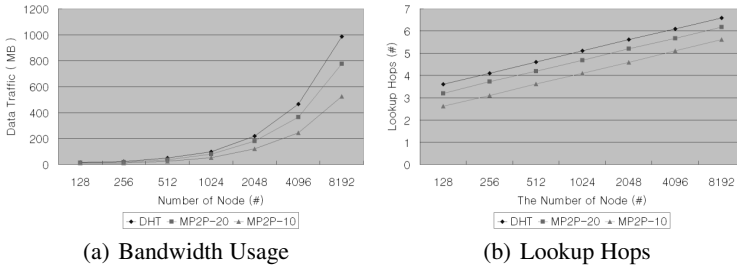 1200
1000
800
600
400
200
0
Data Traffic ( MB )
128 256 512 1024 2048 4096 8192
Number of Node (#)
DHT MP2P-20 MP2P-10
(a) Bandwidth Usage
7
6
5
4
3
2
1
0
Lookup Hops (#)
128 256 512 1024 2048 4096 8192
The Number of Node (#)
DHT MP2P-20 MP2P-10
(b) Lookup Hops